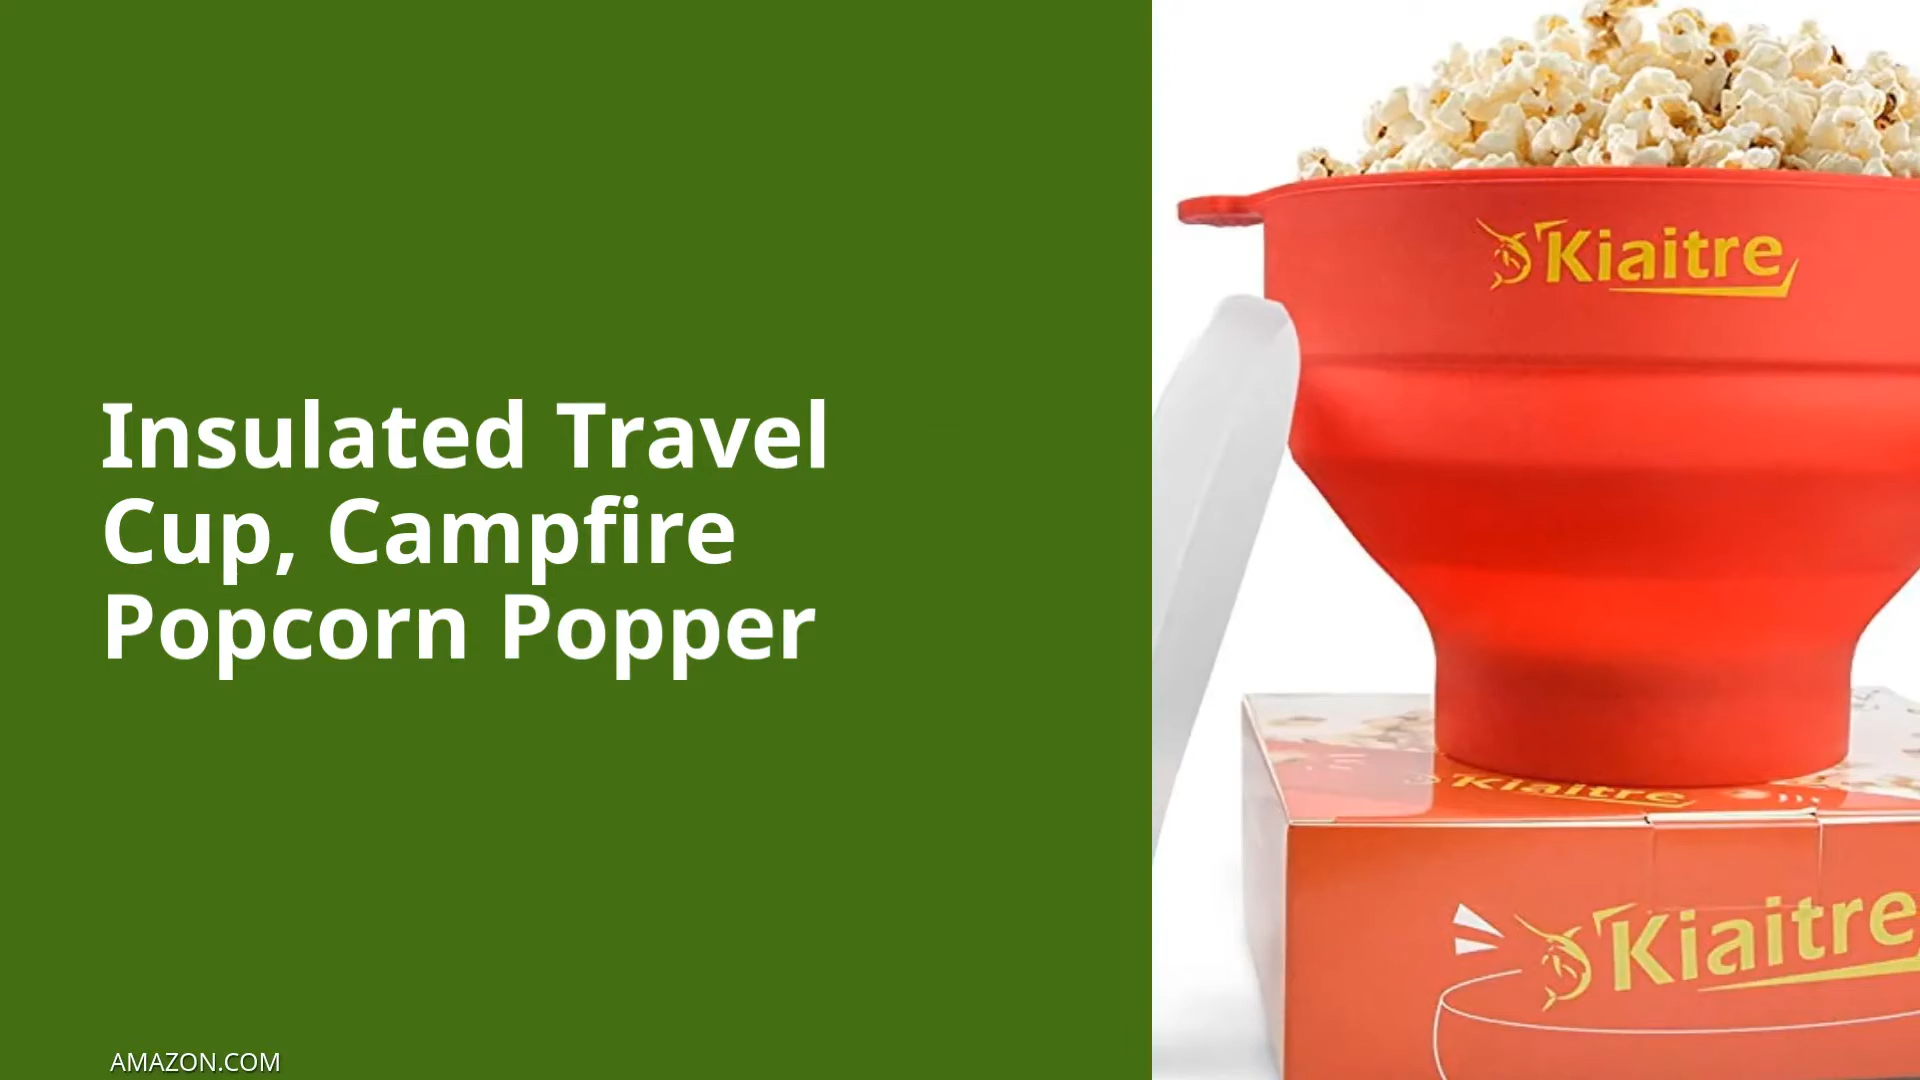 Insulated Travel
Cup, Campfire
Popcorn Popper
AMAZON.COM
Kiaitre
Kiaitre
Kiaitre